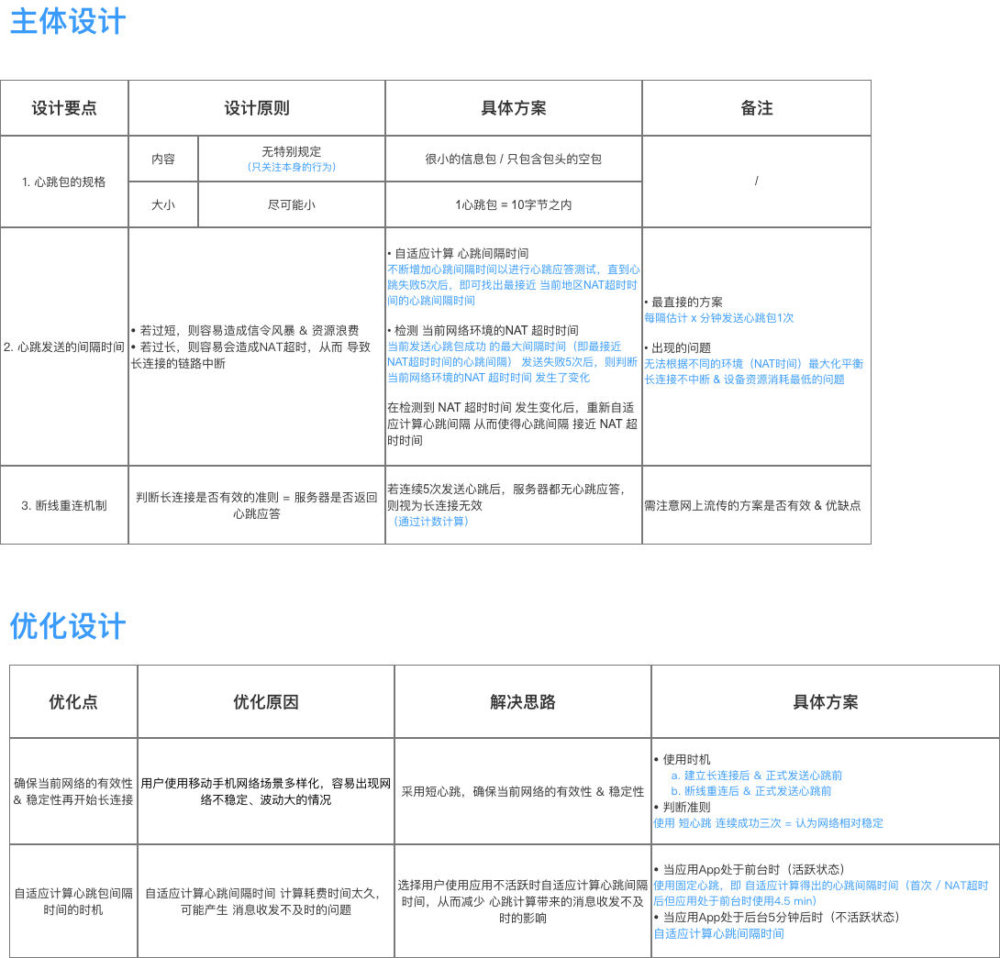 主体设计
设计要点
设计原则
具体方案
备注
1. 心跳包的规格
内容
无特别规定
（只关注本身的行为）
很小的信息包 / 只包含包头的空包
/
大小
尽可能小
1心跳包 = 10字节之内
2. 心跳发送的间隔时间
• 若过短，则容易造成信令风暴 & 资源浪费
• 若过长，则容易会造成NAT超时，从而 导致
长连接的链路中断
• 自适应计算 心跳间隔时间
不断增加心跳间隔时间以进行心跳应答测试，直到心
跳失败5次后，即可找出最接近 当前地区NAT超时时
间的心跳间隔时间
• 检测 当前网络环境的NAT 超时时间
当前发送心跳包成功 的最大间隔时间（即最接近
NAT超时时间的心跳间隔） 发送失败5次后，则判断
当前网络环境的NAT 超时时间 发生了变化
在检测到 NAT 超时时间 发生变化后，重新自适
应计算心跳间隔 从而使得心跳间隔 接近 NAT 超
时时间
• 最直接的方案
每隔估计 x 分钟发送心跳包1次
• 出现的问题
无法根据不同的环境（NAT时间）最大化平衡
长连接不中断 & 设备资源消耗最低的问题
3. 断线重连机制
判断长连接是否有效的准则 = 服务器是否返回
心跳应答
若连续5次发送心跳后，服务器都无心跳应答，
则视为长连接无效
（通过计数计算）
需注意网上流传的方案是否有效 & 优缺点
优化设计
优化点
优化原因
解决思路
具体方案
确保当前网络的有效性
& 稳定性再开始长连接
用户使用移动手机网络场景多样化，容易出现网
络不稳定、波动大的情况
采用短心跳，确保当前网络的有效性 & 稳定性
• 使用时机
a. 建立长连接后 & 正式发送心跳前
b. 断线重连后 & 正式发送心跳前
• 判断准则
使用 短心跳 连续成功三次 = 认为网络相对稳定
自适应计算心跳包间隔
时间的时机
自适应计算心跳间隔时间 计算耗费时间太久，
可能产生 消息收发不及时的问题
选择用户使用应用不活跃时自适应计算心跳间隔
时间，从而减少 心跳计算带来的消息收发不及
时的影响
• 当应用App处于前台时（活跃状态）
使用固定心跳，即 自适应计算得出的心跳间隔时间（首次 / NAT超时
后但应用处于前台时使用4.5 min）
• 当应用App处于后台5分钟后时（不活跃状态）
自适应计算心跳间隔时间